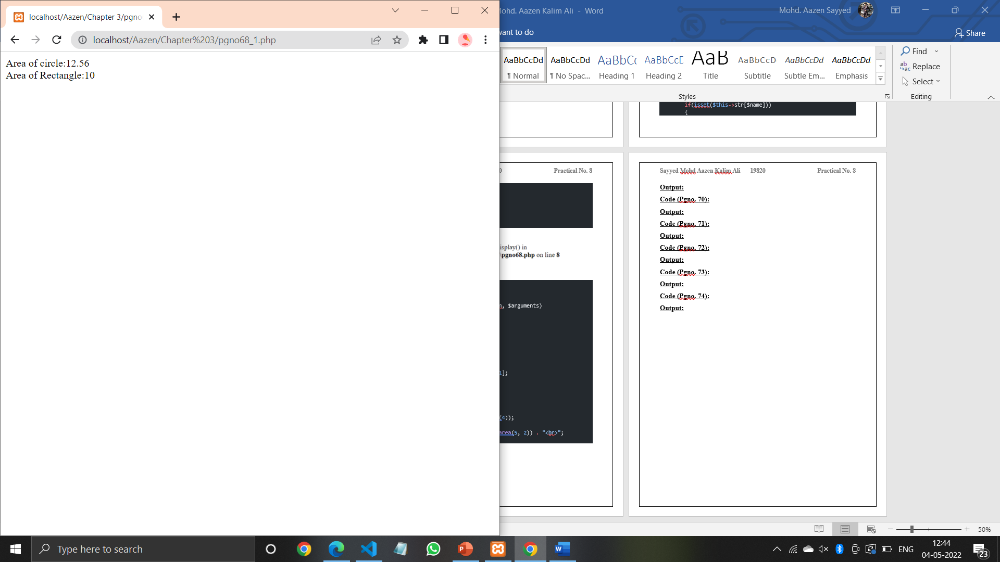 localhost/Aazen/Chapter 3/pgno
localhost/Aazen/Chapter%203/pgno68_1.php
Area of circle:12.56
Area of Rectangle:10
Mohd. Aazen Kalim Ali - Word
Mohd. Aazen Sayyed
want to do
Share
AaBbCcDd
¶ Normal
AaBbCcDd
¶ No Spac...
AaBbCc
Heading 1
AaBbCcD
Heading 2
AaB
Title
AaBbCcD
Subtitle
AaBbCcDd
Subtle Em...
AaBbCcDd
Emphasis
Styles
Find
Replace
Select
Editing
if(isset($this->str[$name]))
{
0 Practical No. 8
isplay() in
\pgno68.php on line 8
, $arguments)
1];
(4));
area(5, 2)) . "<br>";
Sayyed Mohd Aazen Kalim Ali 19820 Practical No. 8
Output:
Code (Pgno. 70):
Output:
Code (Pgno. 71):
Output:
Code (Pgno. 72):
Output:
Code (Pgno. 73):
Output:
Code (Pgno. 74):
Output:
50%
Type here to search
ENG
12:44
04-05-2022
23